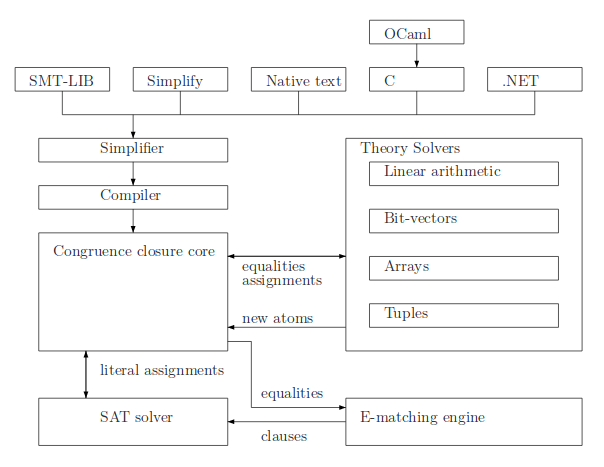 OCaml
SMT-LIB
Simplify
Native text
C
.NET
Simplifier
Theory Solvers
Linear arithmetic
Compiler
Bit-vectors
Congruence closure core
equalities
assignments
Arrays
new atoms
Tuples
literal assignments
equalities
SAT solver
E-matching engine
clauses